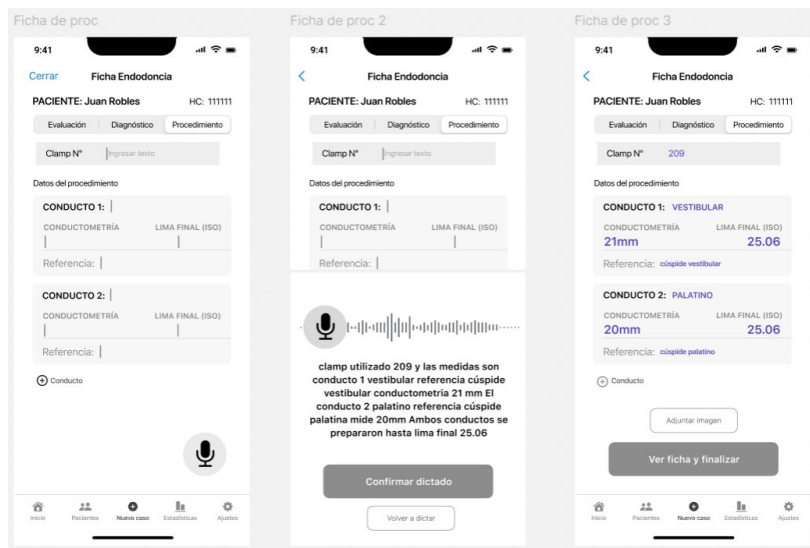 Ficha de proc
9:41
Cerrar Ficha Endodoncia
PACIENTE: Juan Robles HC: 111111
Evaluación Diagnóstico Procedimiento
Clamp N° Ingresar texto
Datos del procedimiento
CONDUCTO 1:
CONDUCTOMETRÍA LIMA FINAL (ISO)
Referencia:
CONDUCTO 2:
CONDUCTOMETRÍA LIMA FINAL (ISO)
Referencia:
Conducto
Inicio Pacientes Nuevo caso Estadísticas Ajustes
Ficha de proc 2
9:41
Ficha Endodoncia
PACIENTE: Juan Robles HC: 111111
Evaluación Diagnóstico Procedimiento
Clamp N° Ingresar texto
Datos del procedimiento
CONDUCTO 1:
CONDUCTOMETRÍA LIMA FINAL (ISO)
Referencia:
clamp utilizado 209 y las medidas son
conducto 1 vestibular referencia cúspide
vestibular conductometria 21 mm El
conducto 2 palatino referencia cúspide
palatina mide 20mm Ambos conductos se
prepararon hasta lima final 25.06
Confirmar dictado
Volver a dictar
Ficha de proc 3
9:41
Ficha Endodoncia
PACIENTE: Juan Robles HC: 111111
Evaluación Diagnóstico Procedimiento
Clamp N° 209
Datos del procedimiento
CONDUCTO 1: VESTIBULAR
CONDUCTOMETRÍA LIMA FINAL (ISO)
21mm 25.06
Referencia: cúspide vestibular
CONDUCTO 2: PALATINO
CONDUCTOMETRÍA LIMA FINAL (ISO)
20mm 25.06
Referencia: cúspide palatino
Conducto
Adjuntar imagen
Ver ficha y finalizar
Inicio Pacientes Nuevo caso Estadísticas Ajustes